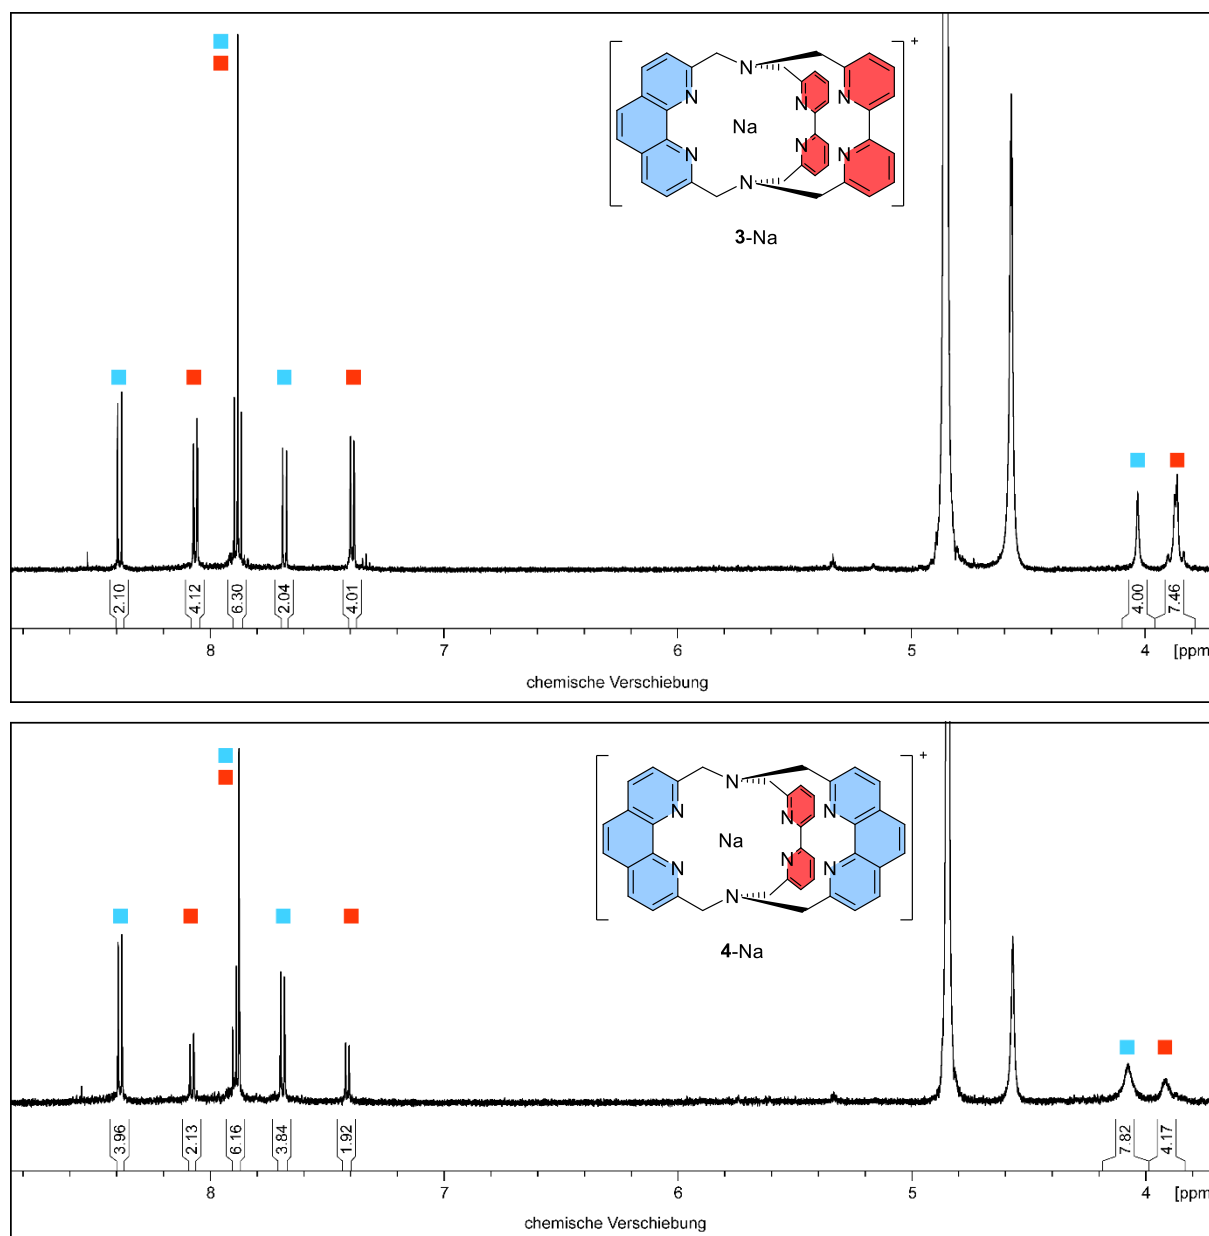 +
N
N
N
N
N
Na
N
N
N
3-Na
2.10
4.12
6.30
2.04
4.01
4.00
7.46
8
7
6
5
4
[ppm
chemische Verschiebung
+
N
N
N
N
N
Na
N
N
N
4-Na
3.96
2.13
6.16
3.84
1.92
7.82
4.17
8
7
6
5
4
[ppm
chemische Verschiebung